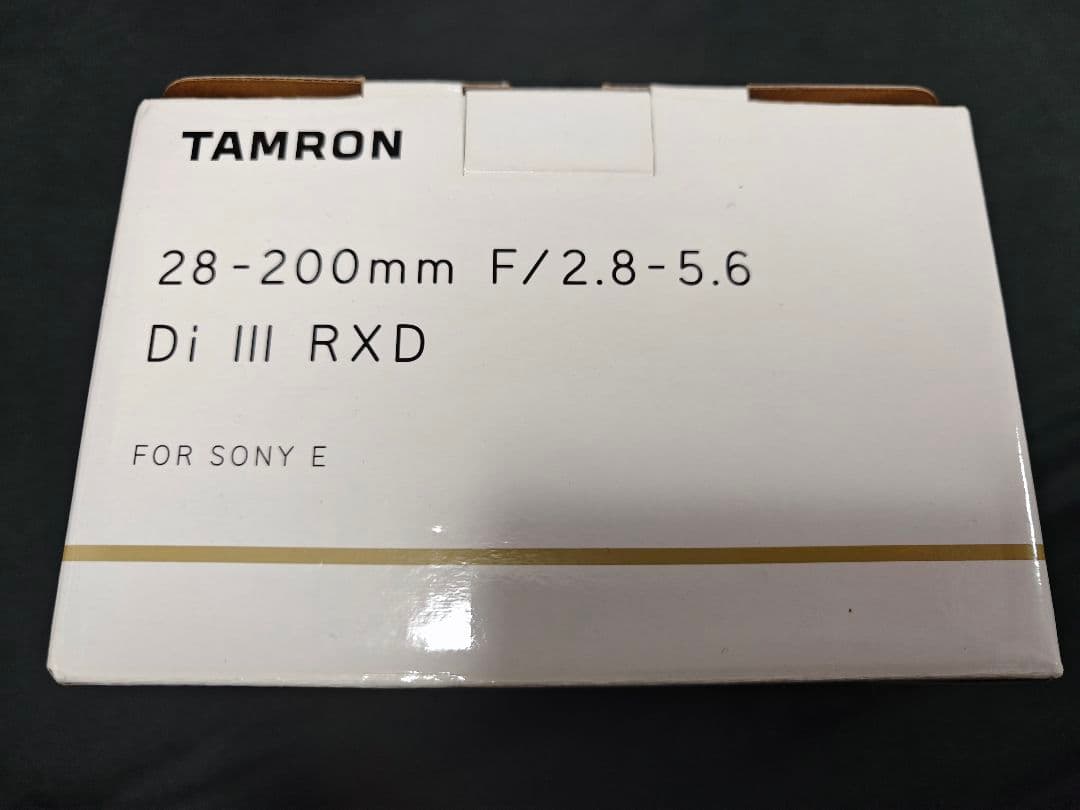 TAMRON
28-200mm F/2.8-5.6
Di III RXD
FOR SONY E